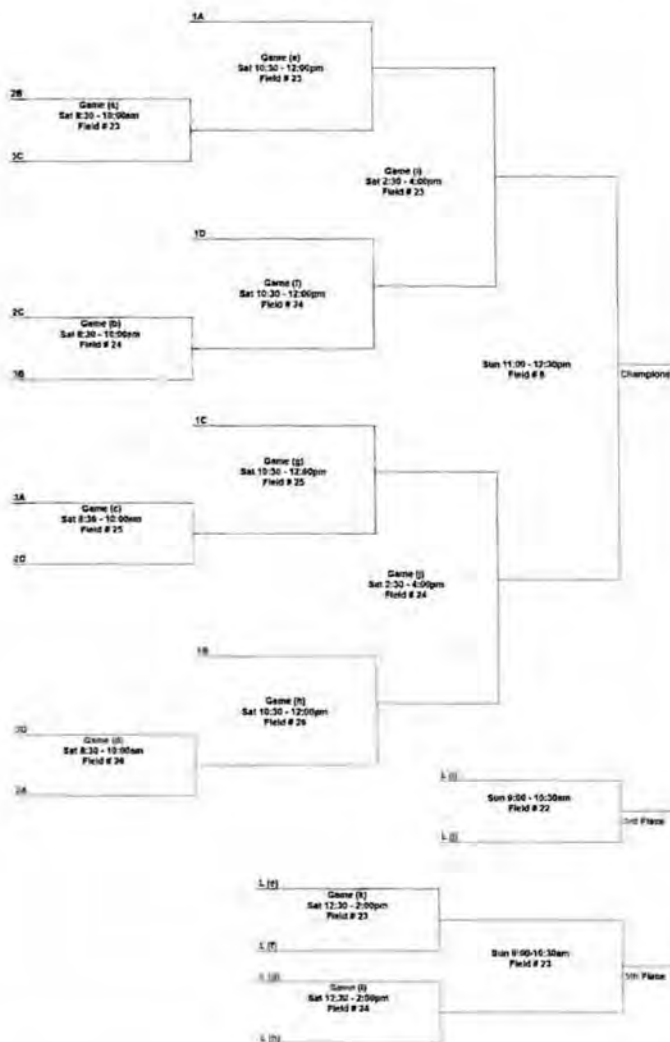 1A
Game (e)
Sat 10:30 - 12:00pm
Field # 23
2B
Game (a)
Sat 8:30 - 10:00am
Field # 23
3C
Game (i)
Sat 2:30 - 4:00pm
Field # 23
1D
Game (f)
Sat 10:30 - 12:00pm
Field # 24
2C
Game (b)
Sat 8:30 - 10:00am
Field # 24
3B
Sun 11:00 - 12:30pm
Field # 8
Champions
1C
Game (g)
Sat 10:30 - 12:00pm
Field # 25
3A
Game (c)
Sat 8:30 - 10:00am
Field # 25
2D
Game (j)
Sat 2:30 - 4:00pm
Field # 24
1B
Game (h)
Sat 10:30 - 12:00pm
Field # 26
3D
Game (d)
Sat 8:30 - 10:00am
Field # 26
2A
L (i)
Sun 9:00 - 10:30am
Field # 22
3rd Place
L (j)
L (e)
Game (k)
Sat 12:30 - 2:00pm
Field # 23
L (f)
Sun 9:00-10:30am
Field # 23
5th Place
L (g)
Game (l)
Sat 12:30 - 2:00pm
Field # 24
L (h)